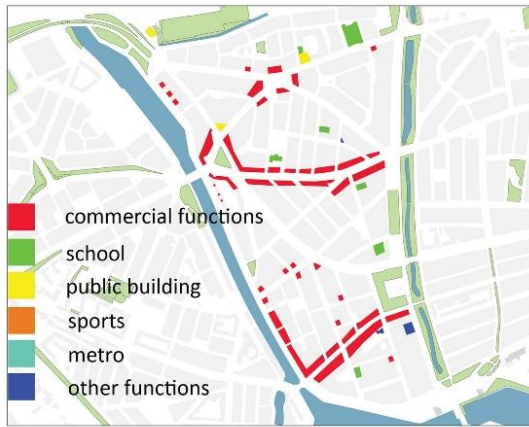 commercial functions
school
public building
sports
metro
other functions